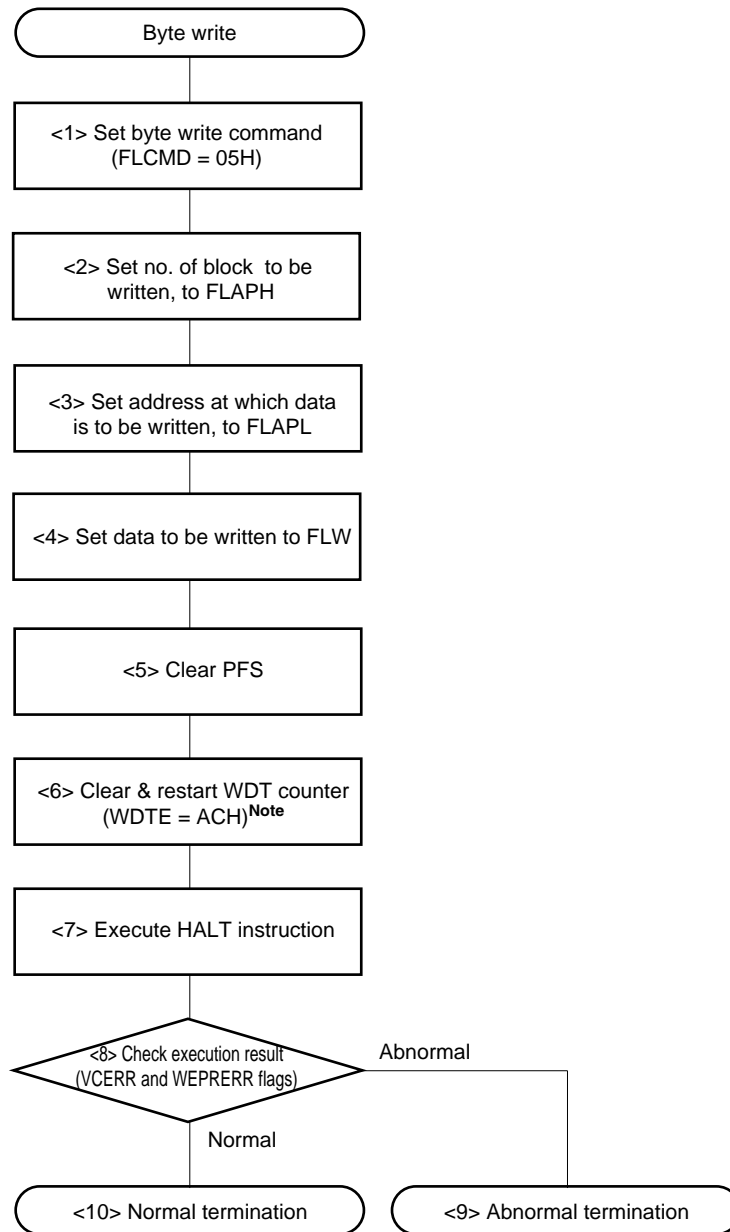 Byte write
<1> Set byte write command
(FLCMD = 05H)
<2> Set no. of block to be
written, to FLAPH
<3> Set address at which data
is to be written, to FLAPL
<4> Set data to be written to FLW
<5> Clear PFS
<6> Clear & restart WDT counter
(WDTE = ACH)Note
<7> Execute HALT instruction
<8> Check execution result
(VCERR and WEPRERR flags)
Abnormal
Normal
<10> Normal termination
<9> Abnormal termination